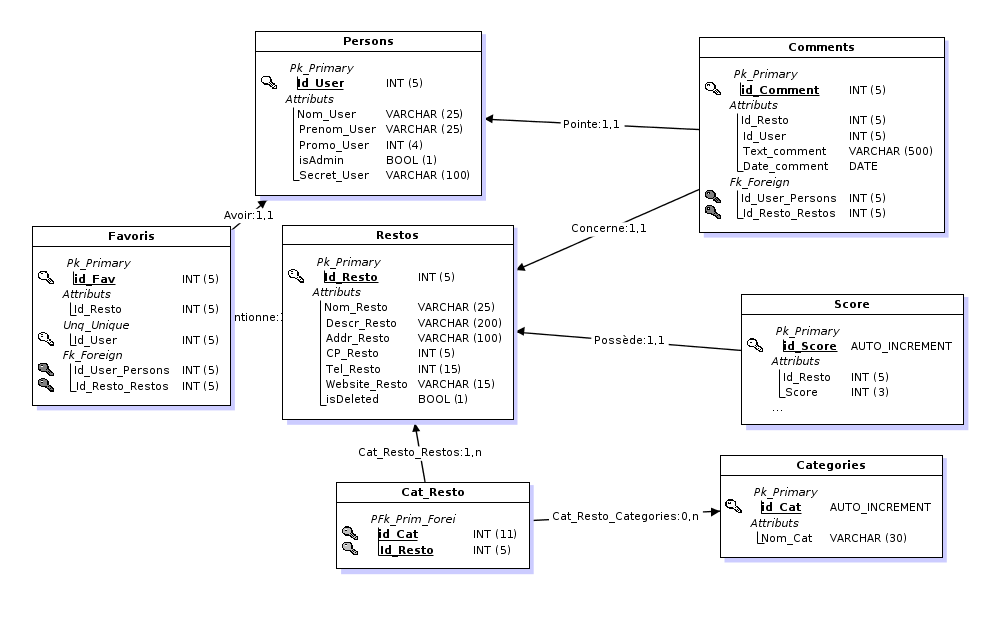 Persons
Pk_Primary
Id_User INT (5)
Attributs
Nom_User VARCHAR (25)
Prenom_User VARCHAR (25)
Promo_User INT (4)
isAdmin BOOL (1)
Secret_User VARCHAR (100)
Comments
Pk_Primary
id_Comment INT (5)
Attributs
Id_Resto INT (5)
Id_User INT (5)
Text_comment VARCHAR (500)
Date_comment DATE
Fk_Foreign
Id_User_Persons INT (5)
Id_Resto_Restos INT (5)
Pointe:1,1
Avoir:1,1
Concerne:1,1
Favoris
Pk_Primary
id_Fav INT (5)
Attributs
Id_Resto INT (5)
Unq_Unique
Id_User INT (5)
Fk_Foreign
Id_User_Persons INT (5)
Id_Resto_Restos INT (5)
ntionne:1
Restos
Pk_Primary
Id_Resto INT (5)
Attributs
Nom_Resto VARCHAR (25)
Descr_Resto VARCHAR (200)
Addr_Resto VARCHAR (100)
CP_Resto INT (5)
Tel_Resto INT (15)
Website_Resto VARCHAR (15)
isDeleted BOOL (1)
Possède:1,1
Score
Pk_Primary
id_Score AUTO_INCREMENT
Attributs
Id_Resto INT (5)
Score INT (3)
...
Cat_Resto_Restos:1,n
Cat_Resto
PFk_Prim_Forei
id_Cat INT (11)
Id_Resto INT (5)
Cat_Resto_Categories:0,n
Categories
Pk_Primary
id_Cat AUTO_INCREMENT
Attributs
Nom_Cat VARCHAR (30)